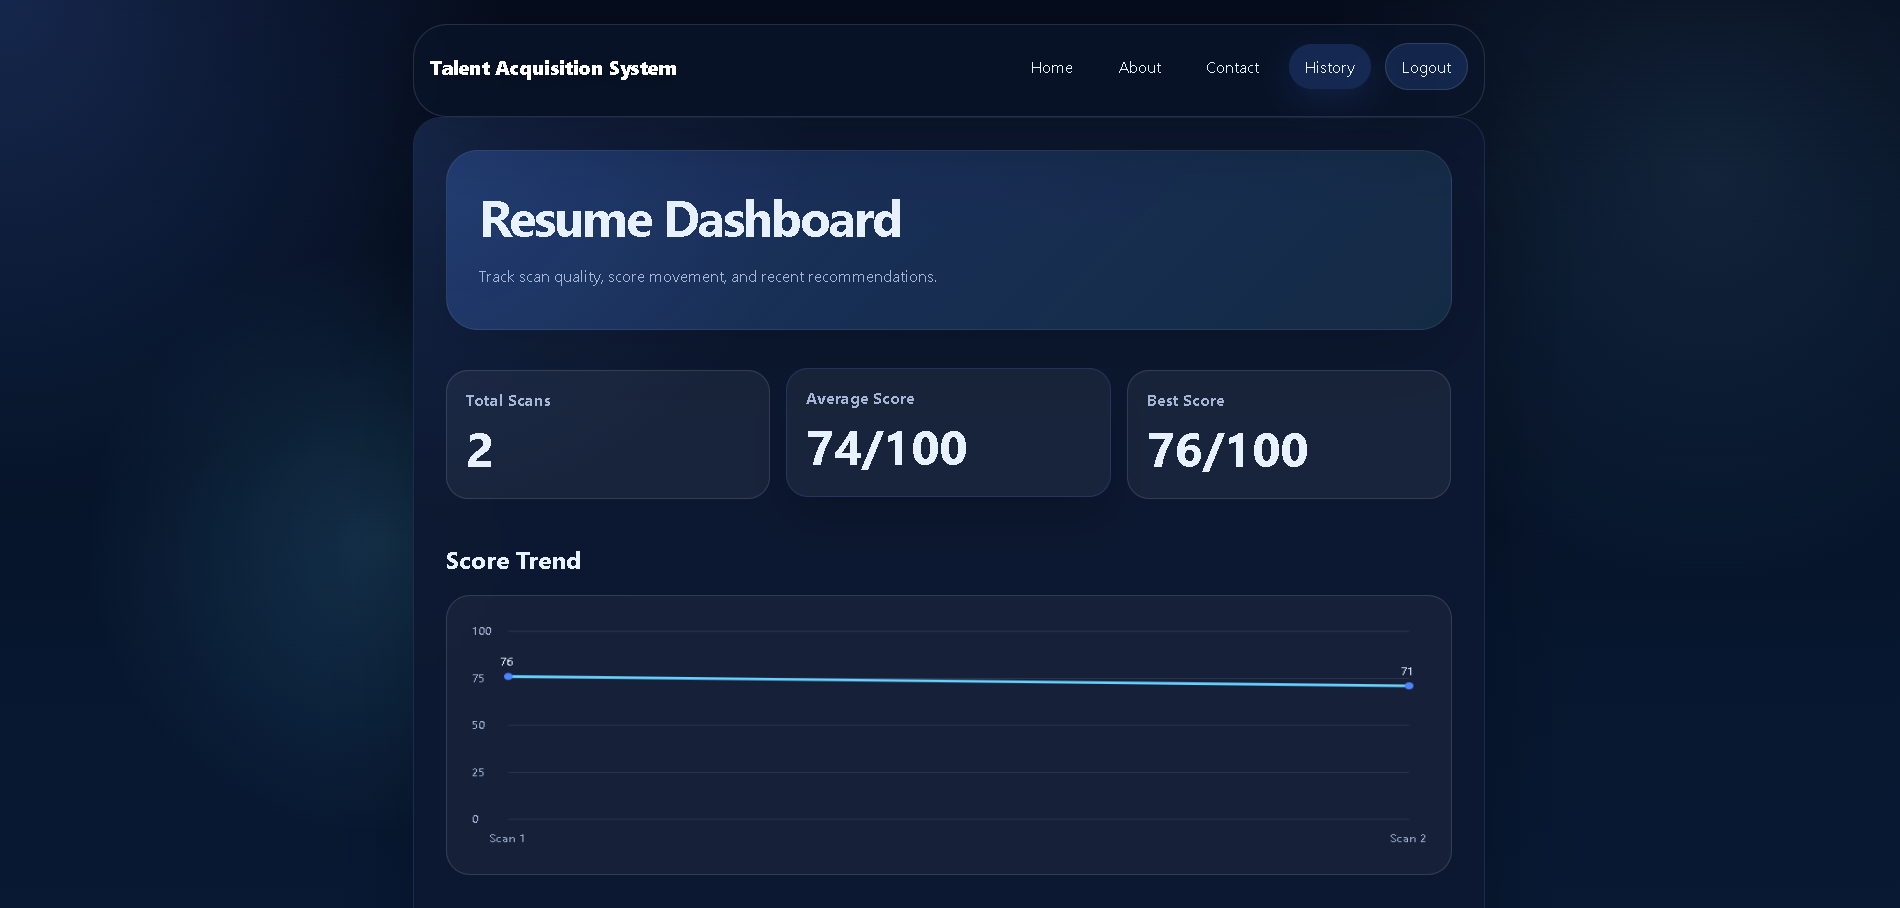 Talent Acquisition System
Home
About
Contact
History
Logout
Resume Dashboard
Track scan quality, score movement, and recent recommendations.
Total Scans
2
Average Score
74/100
Best Score
76/100
Score Trend
100
76
75
71
50
25
0
Scan 1
Scan 2